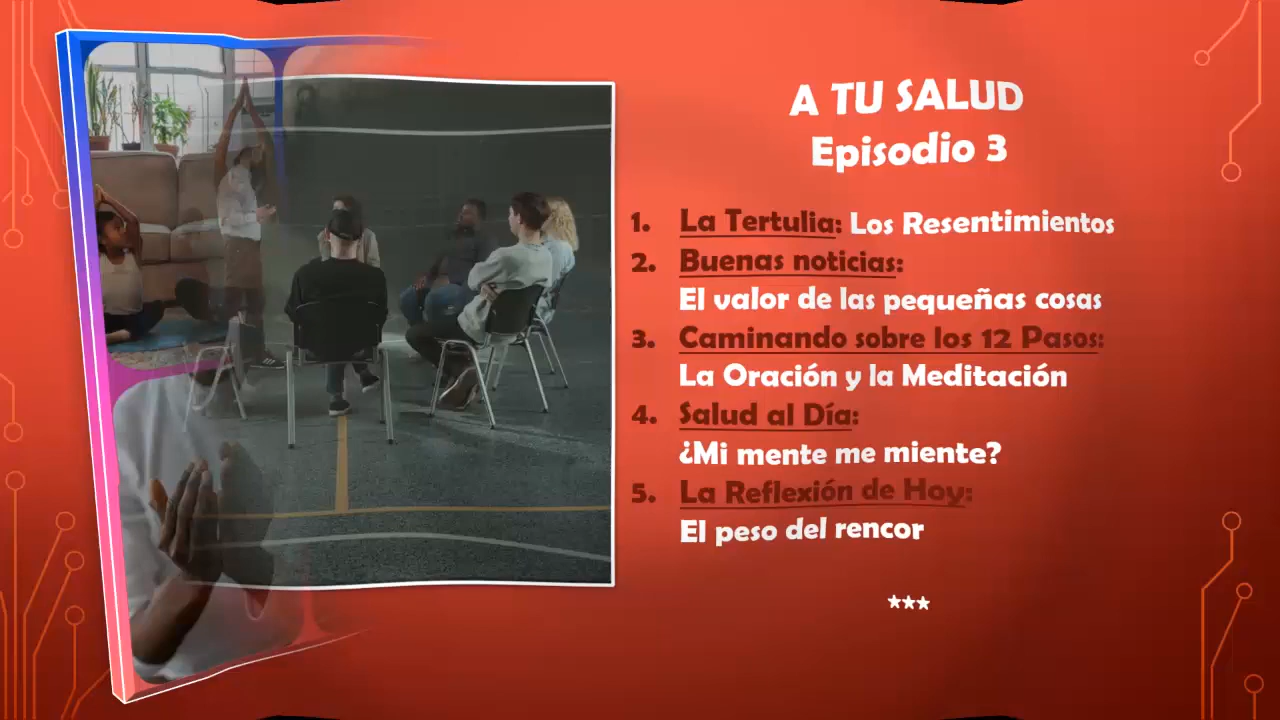 A TU SALUD
Episodio 3
1. La Tertulia: Los Resentimientos
2. Buenas noticias:
El valor de las pequeñas cosas
3. Caminando sobre los 12 Pasos:
La Oración y la Meditación
4. Salud al Día:
¿Mi mente me miente?
5. La Reflexión de Hoy:
El peso del rencor
***